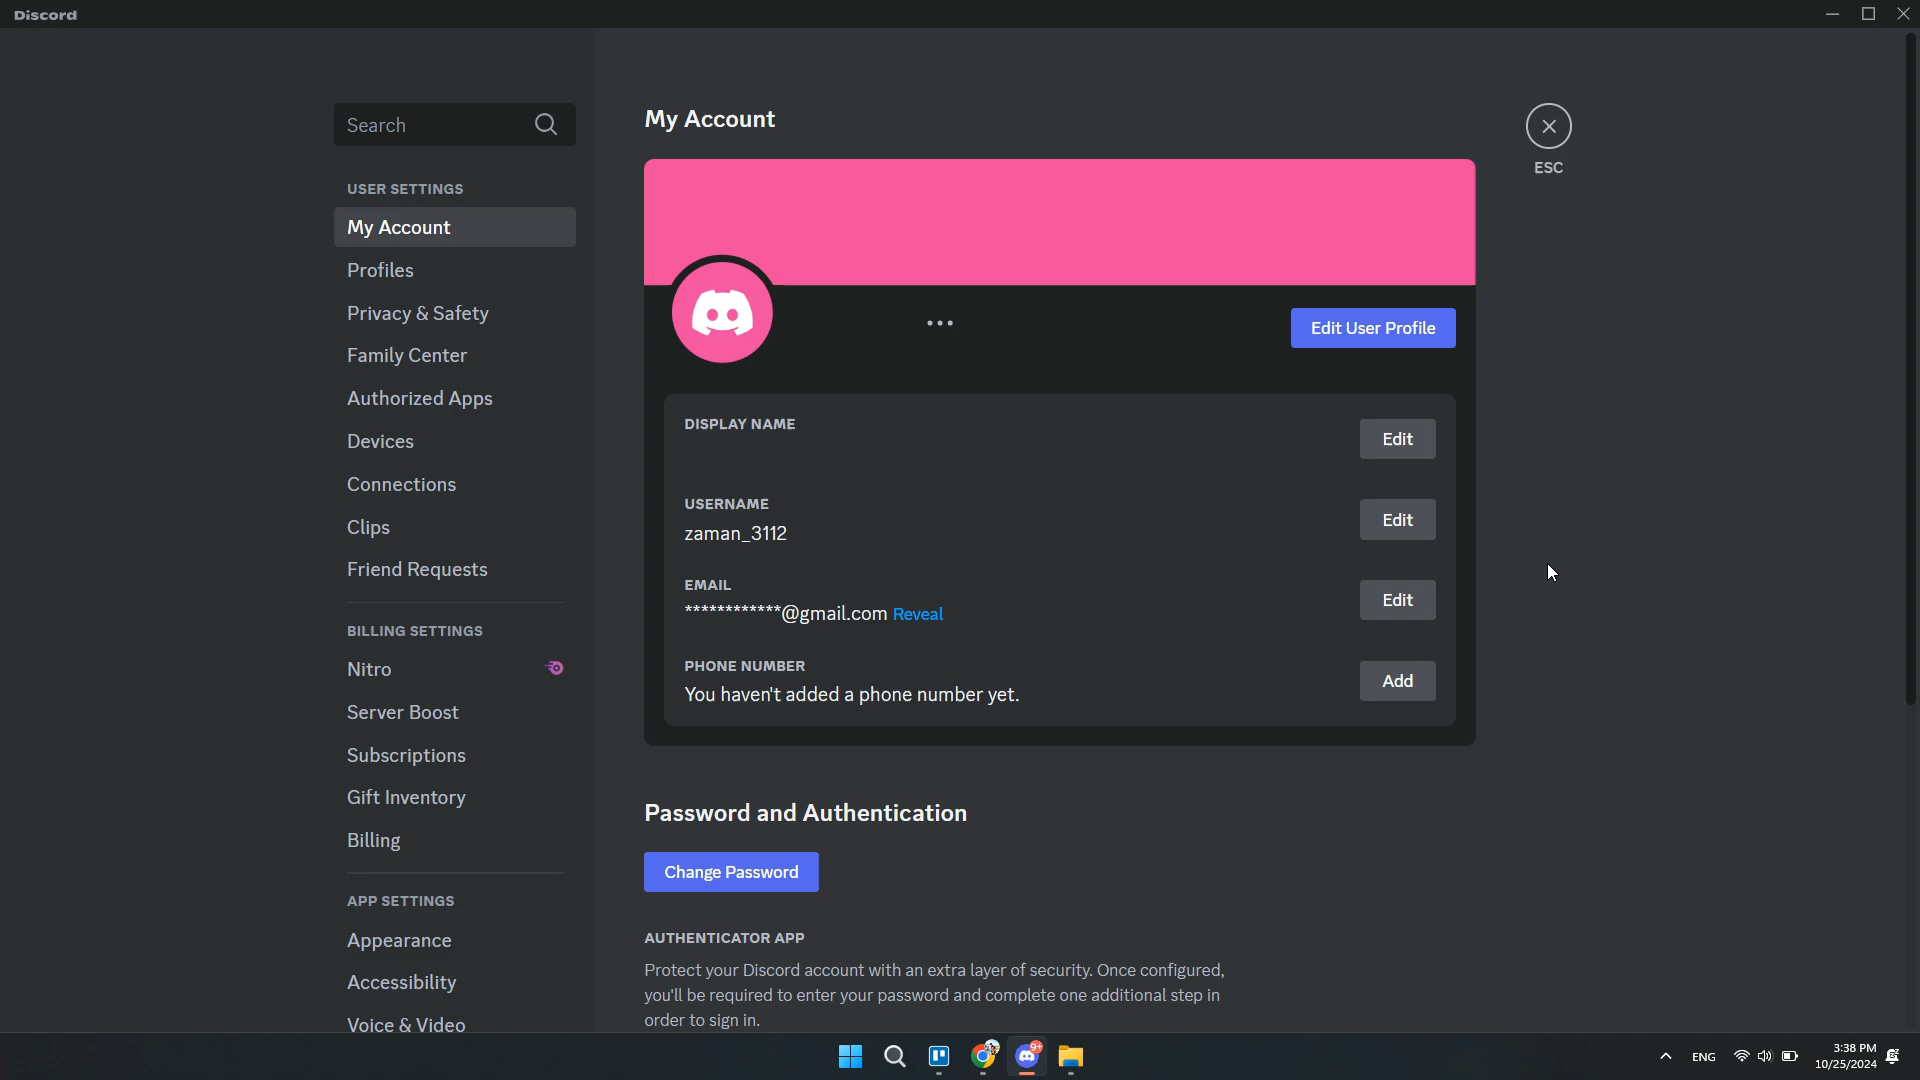 Discord
Search
USER SETTINGS
My Account
Profiles
Privacy & Safety
Family Center
Authorized Apps
Devices
Connections
Clips
Friend Requests
BILLING SETTINGS
Nitro
Server Boost
Subscriptions
Gift Inventory
Billing
APP SETTINGS
Appearance
Accessibility
Voice & Video
My Account
ESC
Edit User Profile
DISPLAY NAME
Edit
USERNAME
zaman_3112
Edit
EMAIL
************@gmail.com Reveal
Edit
PHONE NUMBER
You haven't added a phone number yet.
Add
Password and Authentication
Change Password
AUTHENTICATOR APP
Protect your Discord account with an extra layer of security. Once configured,
you'll be required to enter your password and complete one additional step in
order to sign in.
9+
ENG
3:38 PM
10/25/2024